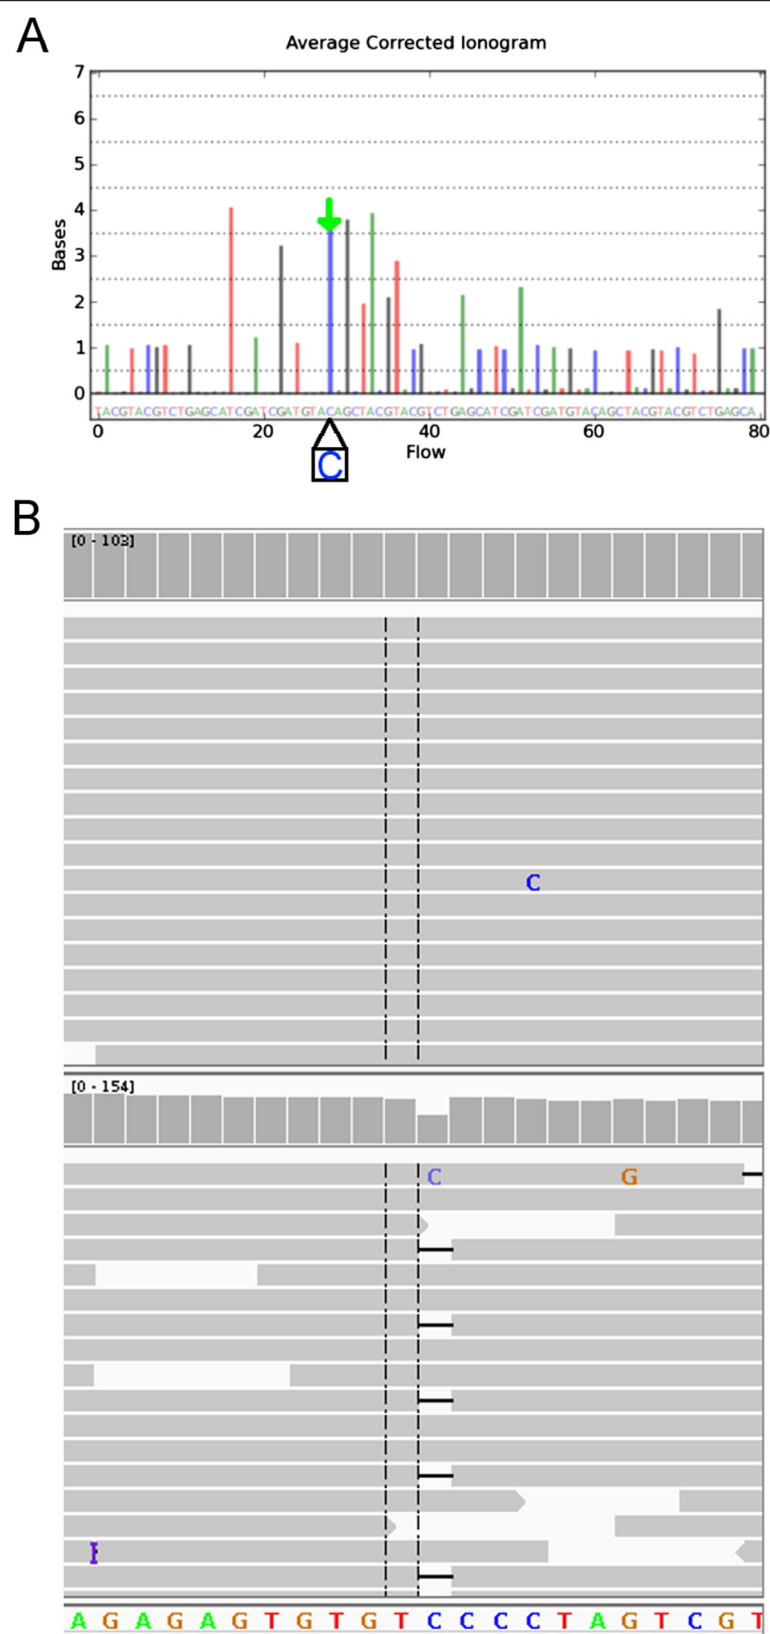 A
Average Corrected Ionogram
7
6
5
4
3
2
1
0
Bases
TACGTACGTCTGAGCATCGATCGATGTACAGCTACGTACGTCTGAGCATCGATCGATGTACAGCTACGTACGTCTGAGCA
0 20 40 60 80
Flow
C
B
[0 - 103]
C
[0 - 154]
C G
I
A G A G A G T G T G T C C C C T A G T C G T